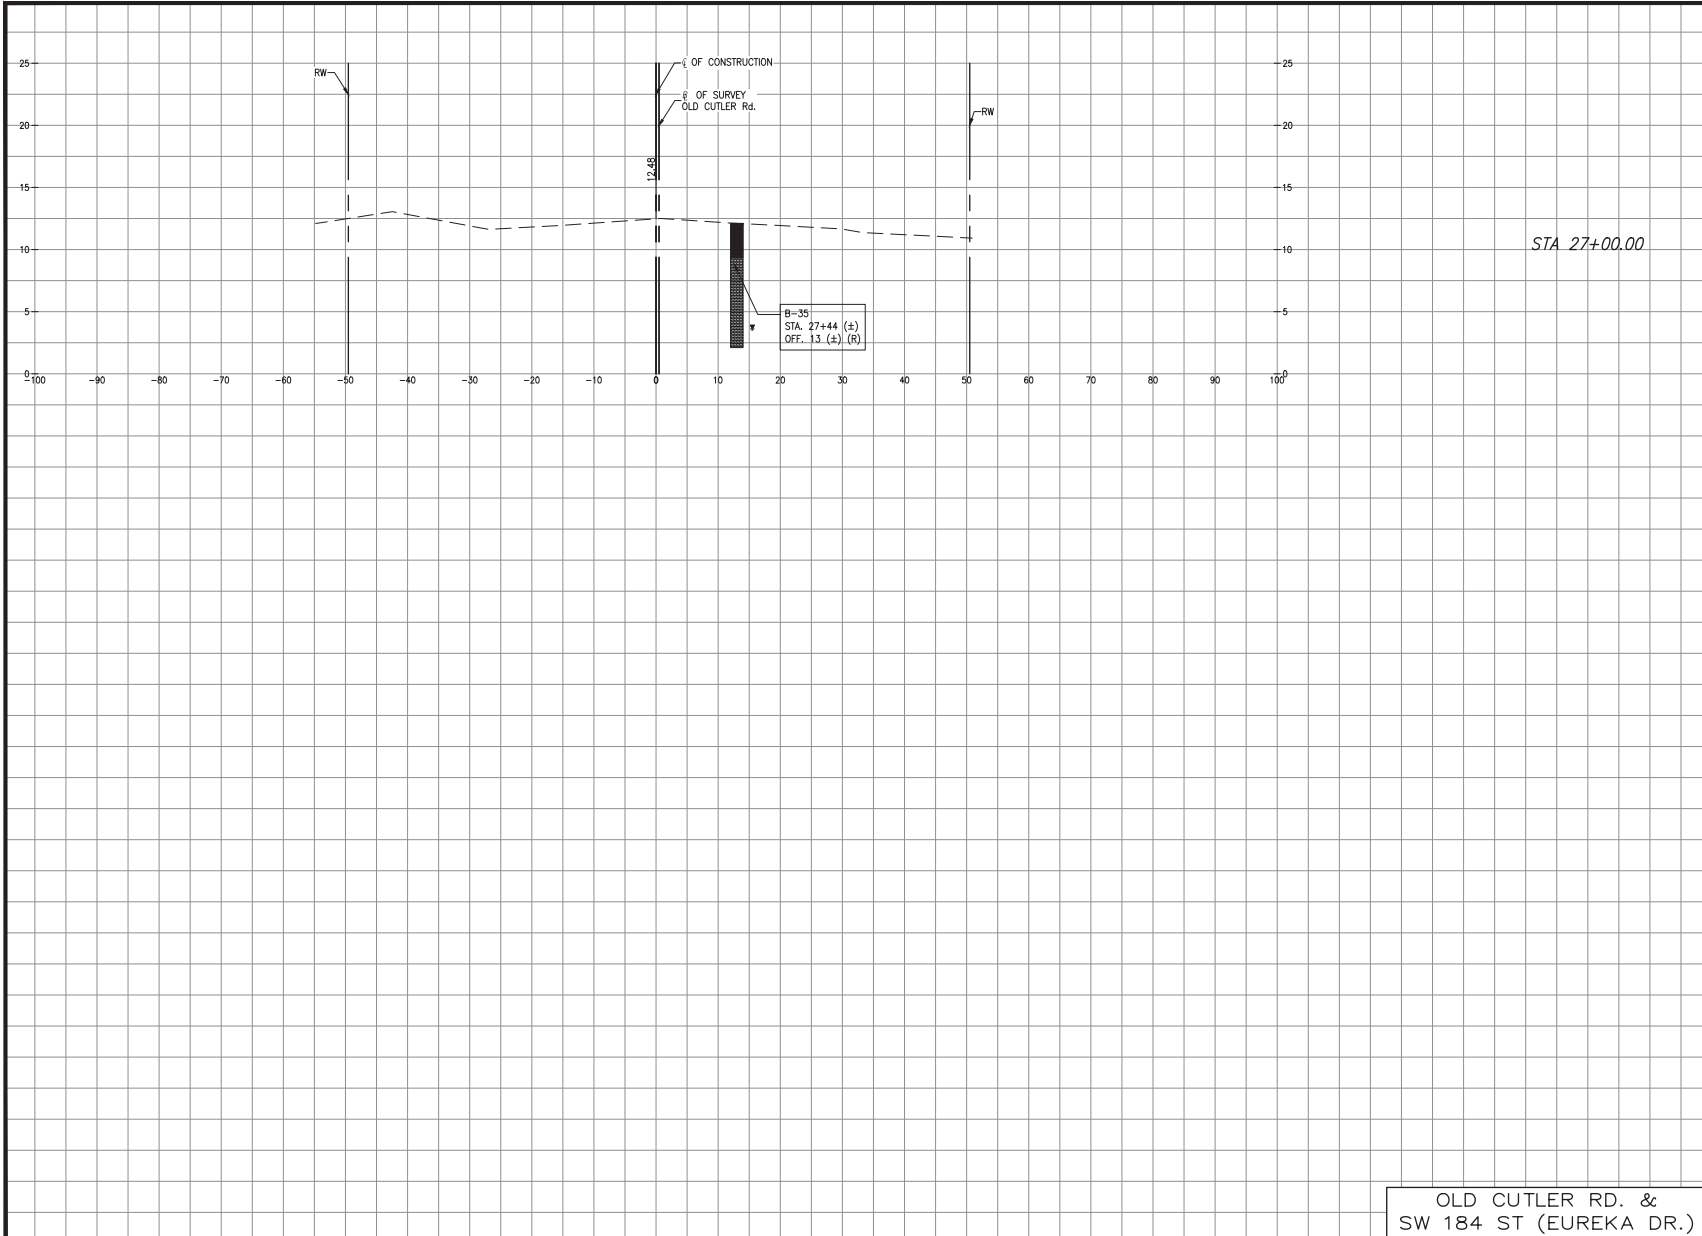 25
25
RW
℄ OF CONSTRUCTION
OF SURVEY
OLD CUTLER Rd.
20
RW
20
12.48
15
15
10
10
STA 27+00.00
5
B-35
STA. 27+44 (±)
OFF. 13 (±) (R)
5
0
0
-100 -90 -80 -70 -60 -50 -40 -30 -20 -10 0 10 20 30 40 50 60 70 80 90 100
OLD CUTLER RD. &
SW 184 ST (EUREKA DR.)